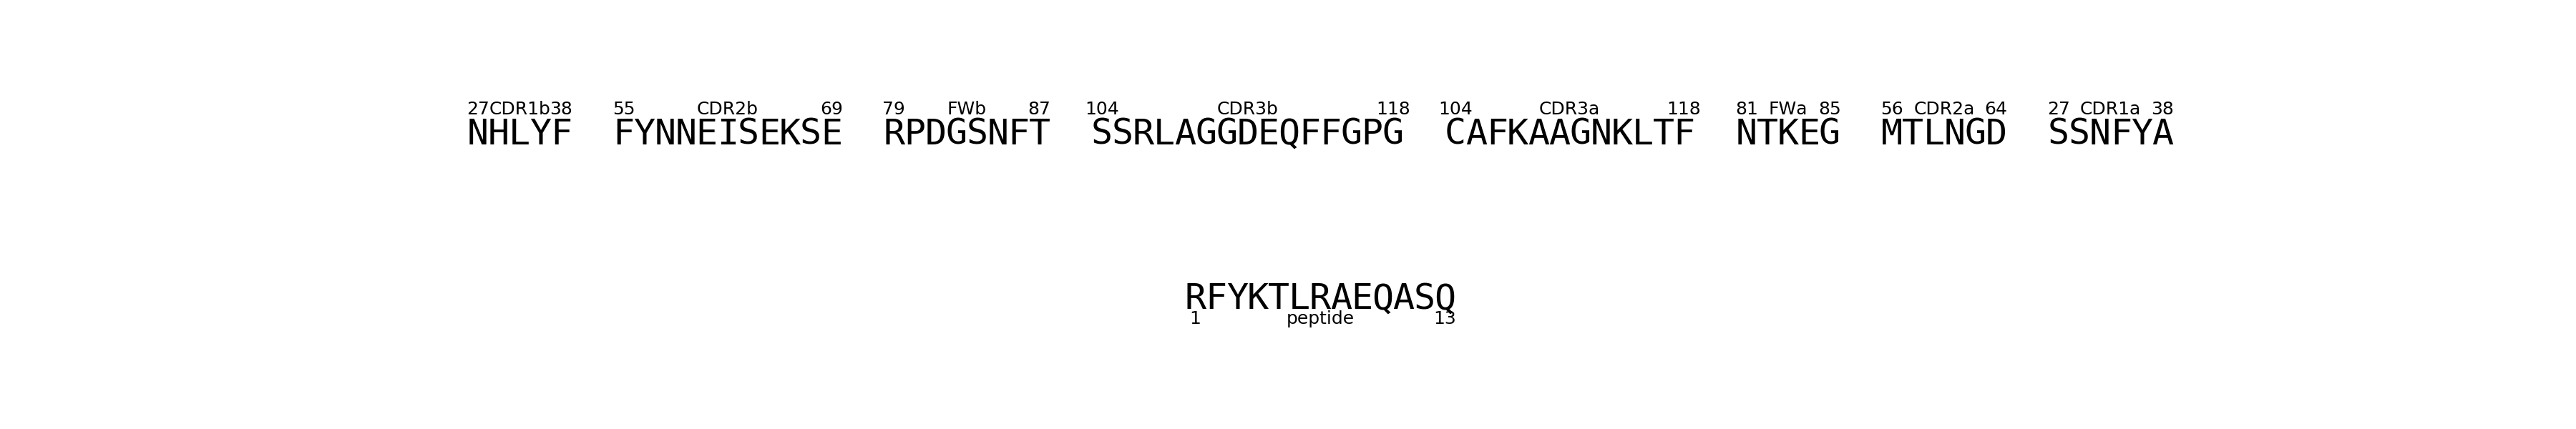 27CDR1b38 55 CDR2b 69 79 FWb 87 104 CDR3b 118 104 CDR3a 118 81 FWa 85 56 CDR2a 64 27 CDR1a 38
NHLYF FYNNEISEKSE RPDGSNFT SSRLAGGDEQFFGPG CAFKAAGNKLTF NTKEG MTLNGD SSNFYA
RFYKTLRAEQASQ
1 peptide 13